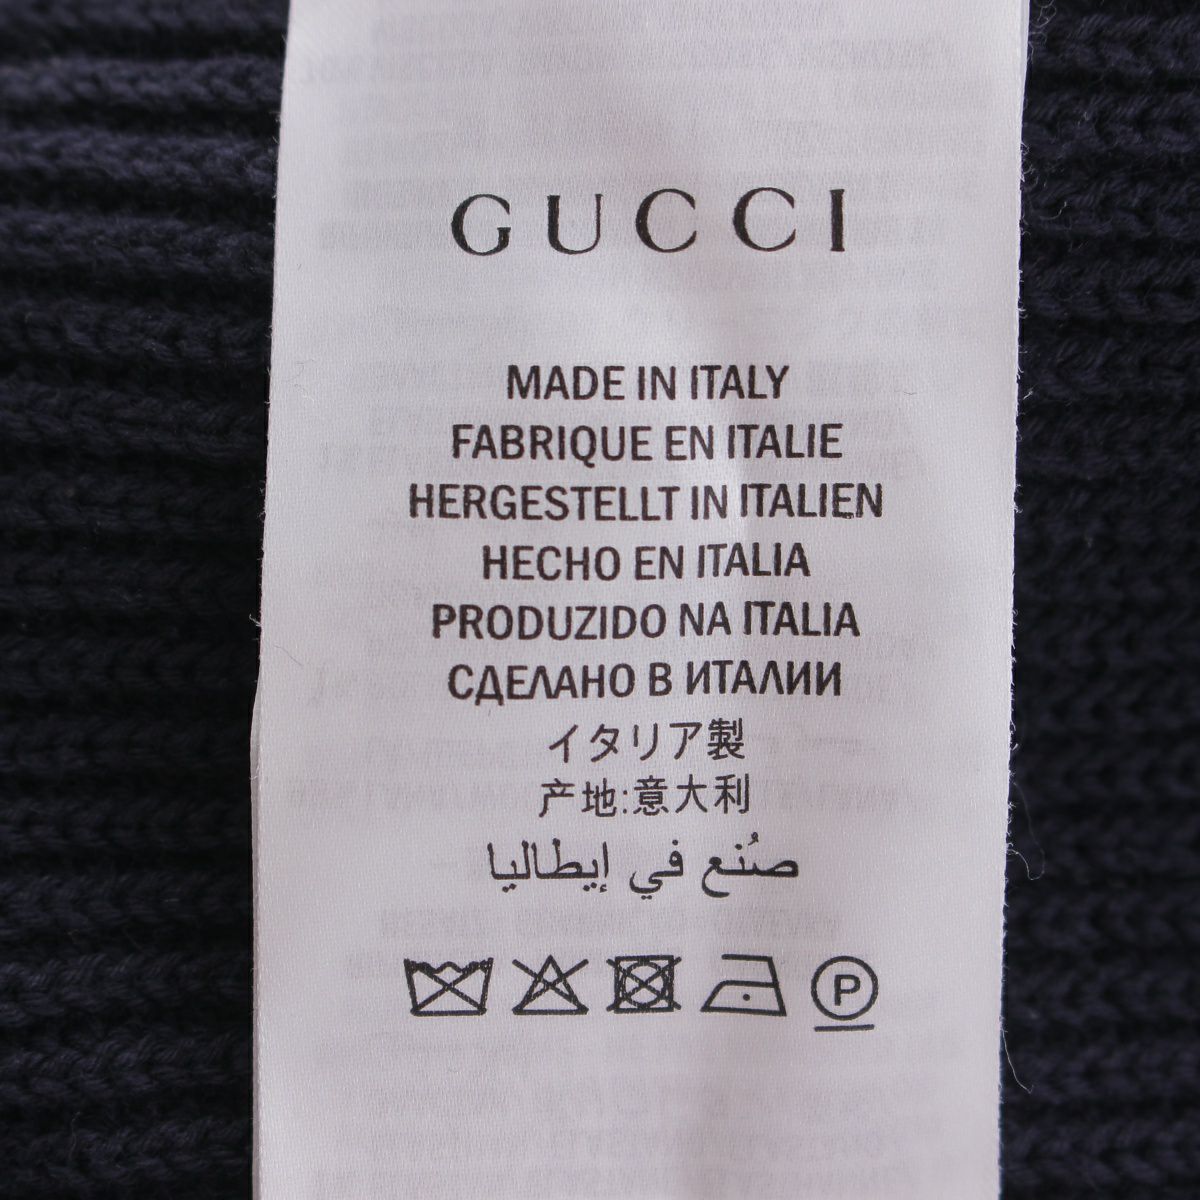 GUCCI
MADE IN ITALY
FABRIQUE EN ITALIE
HERGESTELLT IN ITALIEN
HECHO EN ITALIA
PRODUZIDO NA ITALIA
СДЕЛАНО В ИТАЛИИ
イタリア製
产地:意大利
صُنع في إيطاليا
P